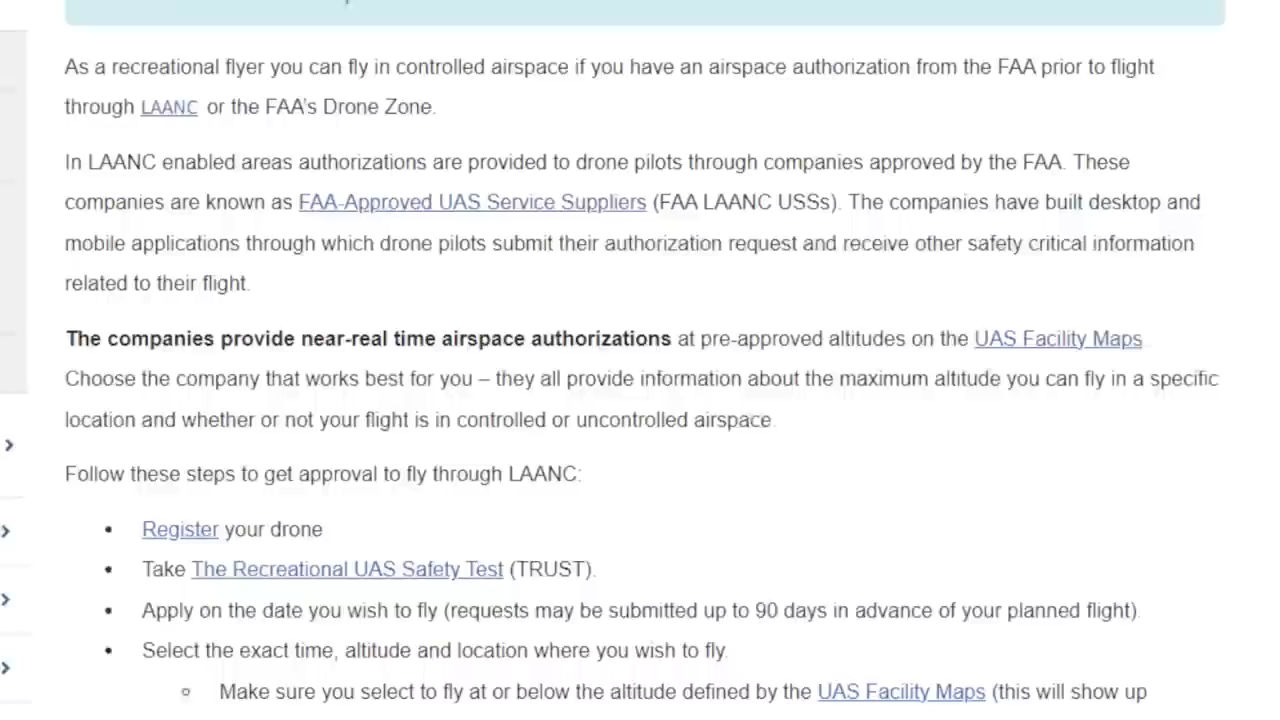 As a recreational flyer you can fly in controlled airspace if you have an airspace authorization from the FAA prior to flight
through LAANC or the FAA's Drone Zone.
In LAANC enabled areas authorizations are provided to drone pilots through companies approved by the FAA. These
companies are known as FAA-Approved UAS Service Suppliers (FAA LAANC USSs). The companies have built desktop and
mobile applications through which drone pilots submit their authorization request and receive other safety critical information
related to their flight.
The companies provide near-real time airspace authorizations at pre-approved altitudes on the UAS Facility Maps
Choose the company that works best for you – they all provide information about the maximum altitude you can fly in a specific
location and whether or not your flight is in controlled or uncontrolled airspace.
Follow these steps to get approval to fly through LAANC:
• Register your drone
• Take The Recreational UAS Safety Test (TRUST).
• Apply on the date you wish to fly (requests may be submitted up to 90 days in advance of your planned flight).
• Select the exact time, altitude and location where you wish to fly.
o Make sure you select to fly at or below the altitude defined by the UAS Facility Maps (this will show up